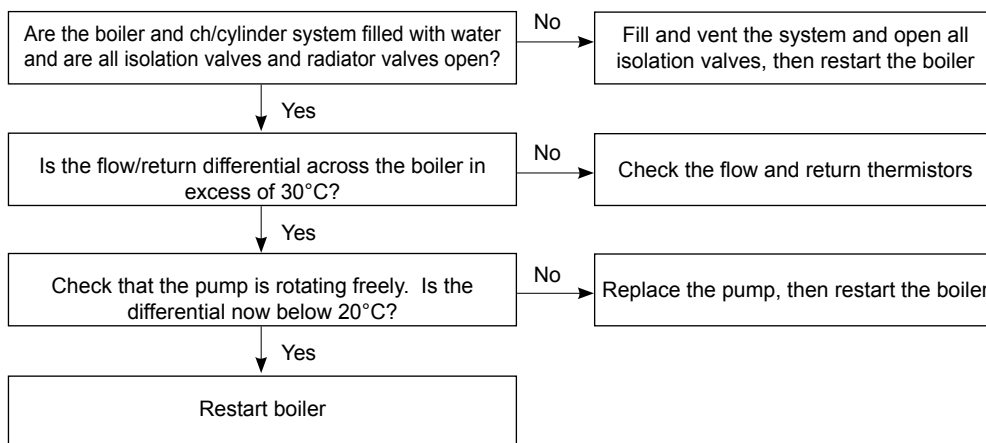 Are the boiler and ch/cylinder system filled with water
and are all isolation valves and radiator valves open?
No
Fill and vent the system and open all
isolation valves, then restart the boiler
Yes
Is the flow/return differential across the boiler in
excess of 30°C?
No
Check the flow and return thermistors
Yes
Check that the pump is rotating freely.  Is the
differential now below 20°C?
No
Replace the pump, then restart the boiler
Yes
Restart boiler